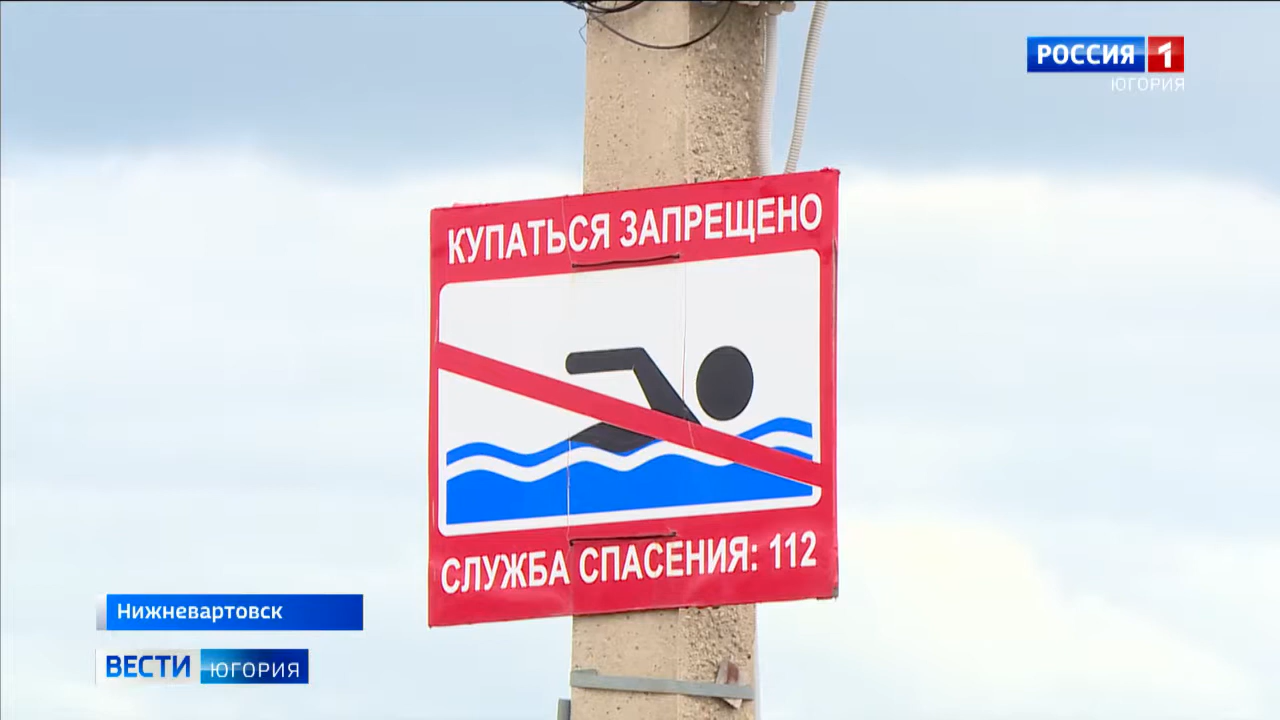 РОССИЯ 1
ЮГОРИЯ
КУПАТЬСЯ ЗАПРЕЩЕНО
СЛУЖБА СПАСЕНИЯ: 112
Нижневартовск
ВЕСТИ ЮГОРИЯ